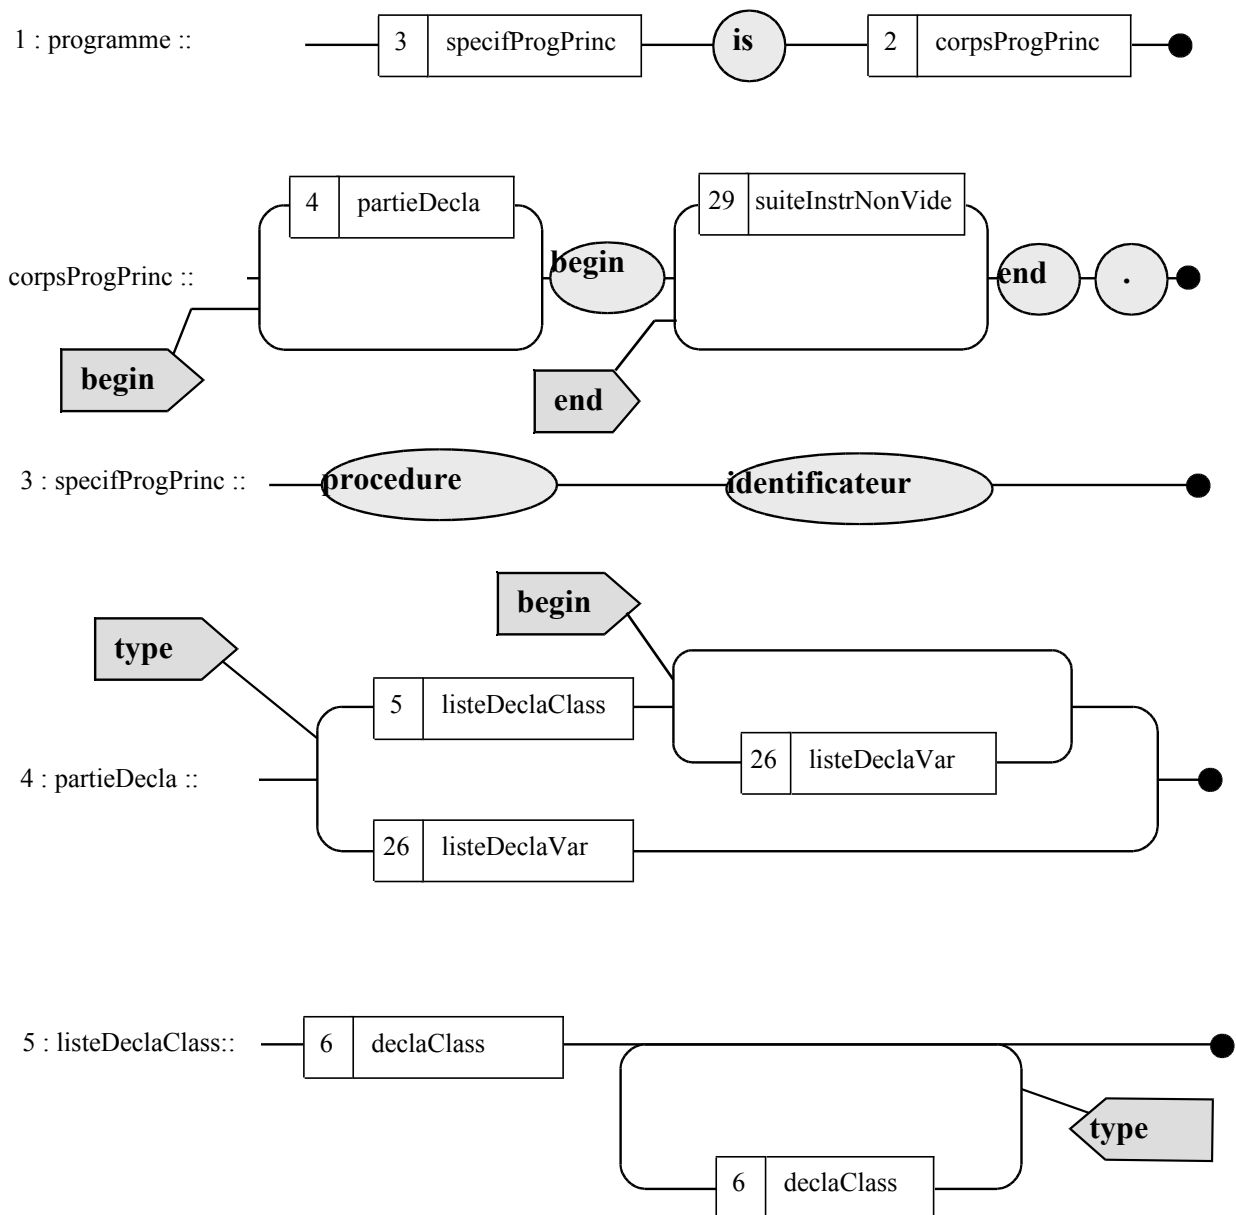 1 : programme :: 3 specifProgPrinc is 2 corpsProgPrinc
4 partieDecla 29 suiteInstrNonVide
corpsProgPrinc :: begin end .
begin end
3 : specifProgPrinc :: procedure identificateur
begin
type
5 listeDeclaClass
26 listeDeclaVar
4 : partieDecla ::
26 listeDeclaVar
5 : listeDeclaClass:: 6 declaClass
type
6 declaClass